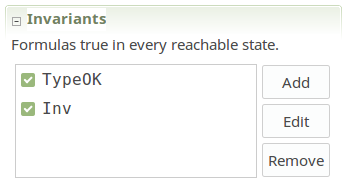 Invariants
Formulas true in every reachable state.
TypeOK
Inv
Add
Edit
Remove